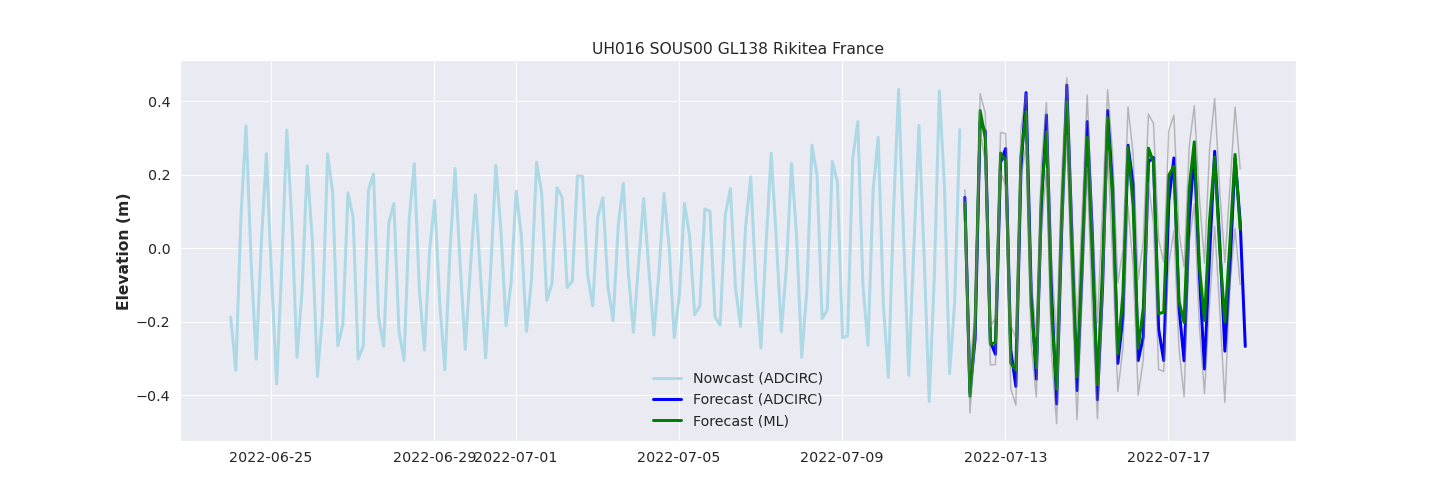 UH016 SOUS00 GL138 Rikitea France
Elevation (m)
0.4
0.2
0.0
−0.2
−0.4
Nowcast (ADCIRC)
Forecast (ADCIRC)
Forecast (ML)
2022-06-25 2022-06-29 2022-07-01 2022-07-05 2022-07-09 2022-07-13 2022-07-17